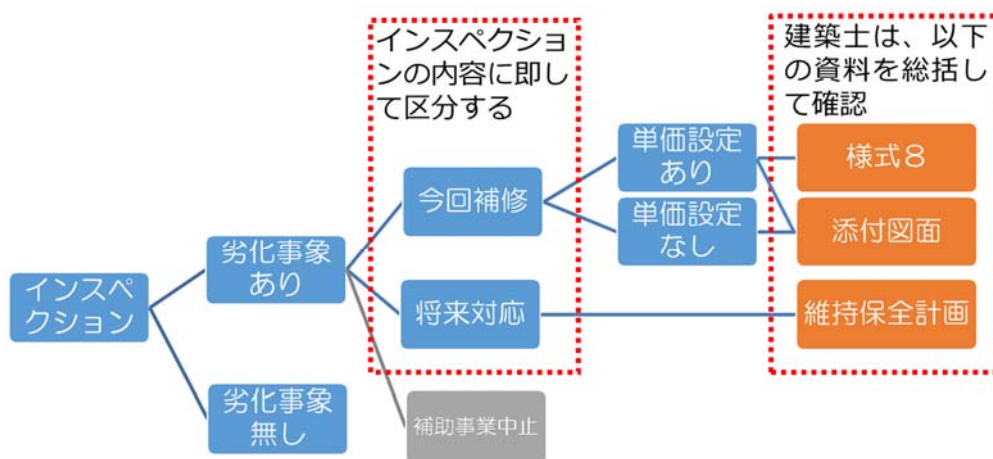 インスペクショ
ンの内容に即し
て区分する
建築士は、以下
の資料を総括し
て確認
インスペ
クション
劣化事象
あり
劣化事象
無し
今回補修
将来対応
補助事業中止
単価設定
あり
単価設定
なし
様式８
添付図面
維持保全計画